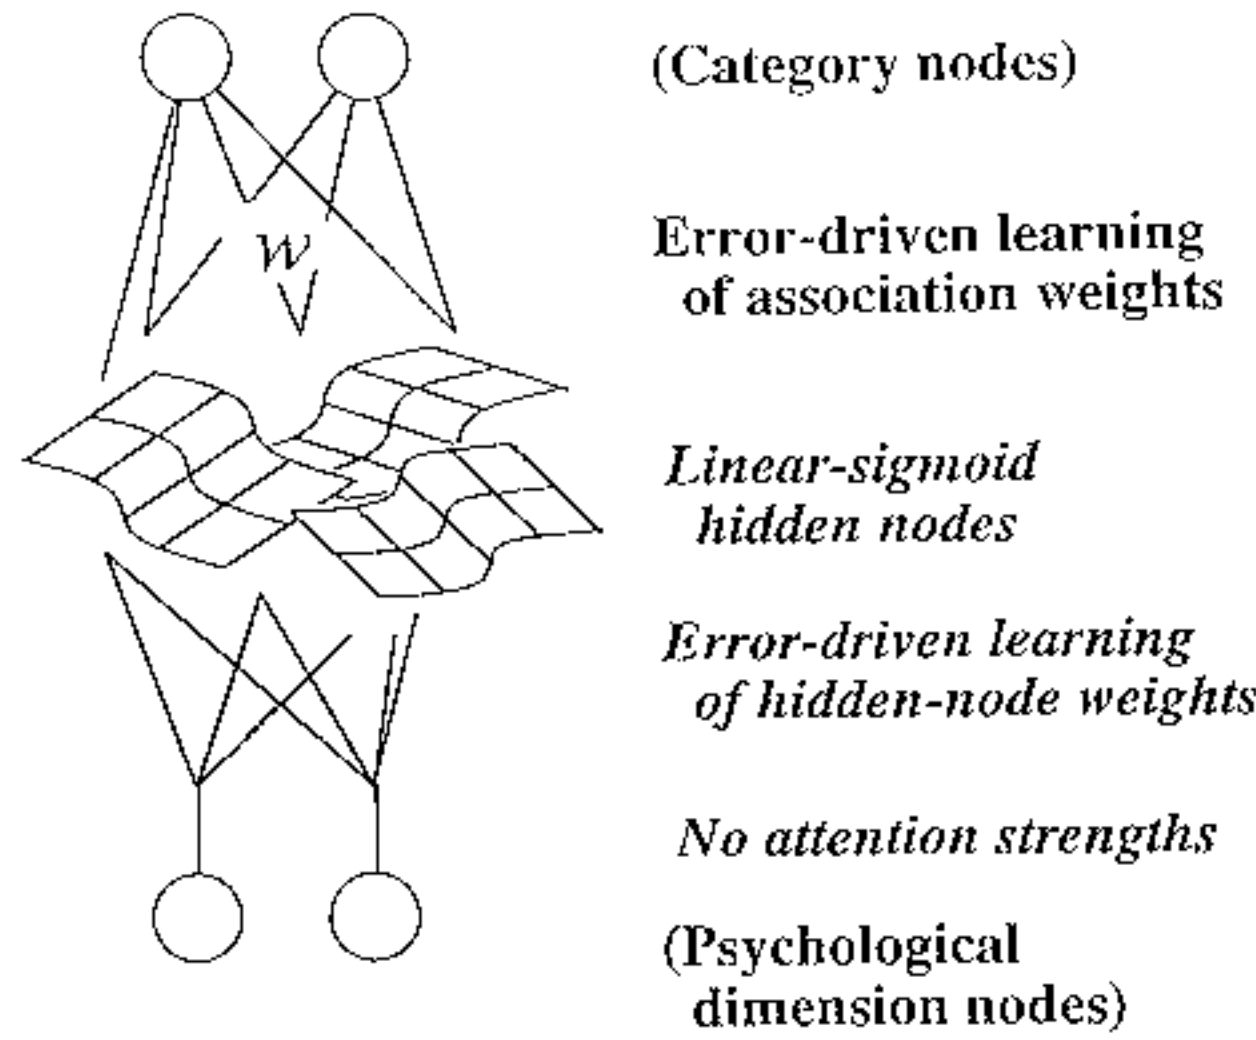 (Category nodes)
Error-driven learning
of association weights
w
Linear-sigmoid
hidden nodes
Error-driven learning
of hidden-node weights
No attention strengths
(Psychological
dimension nodes)